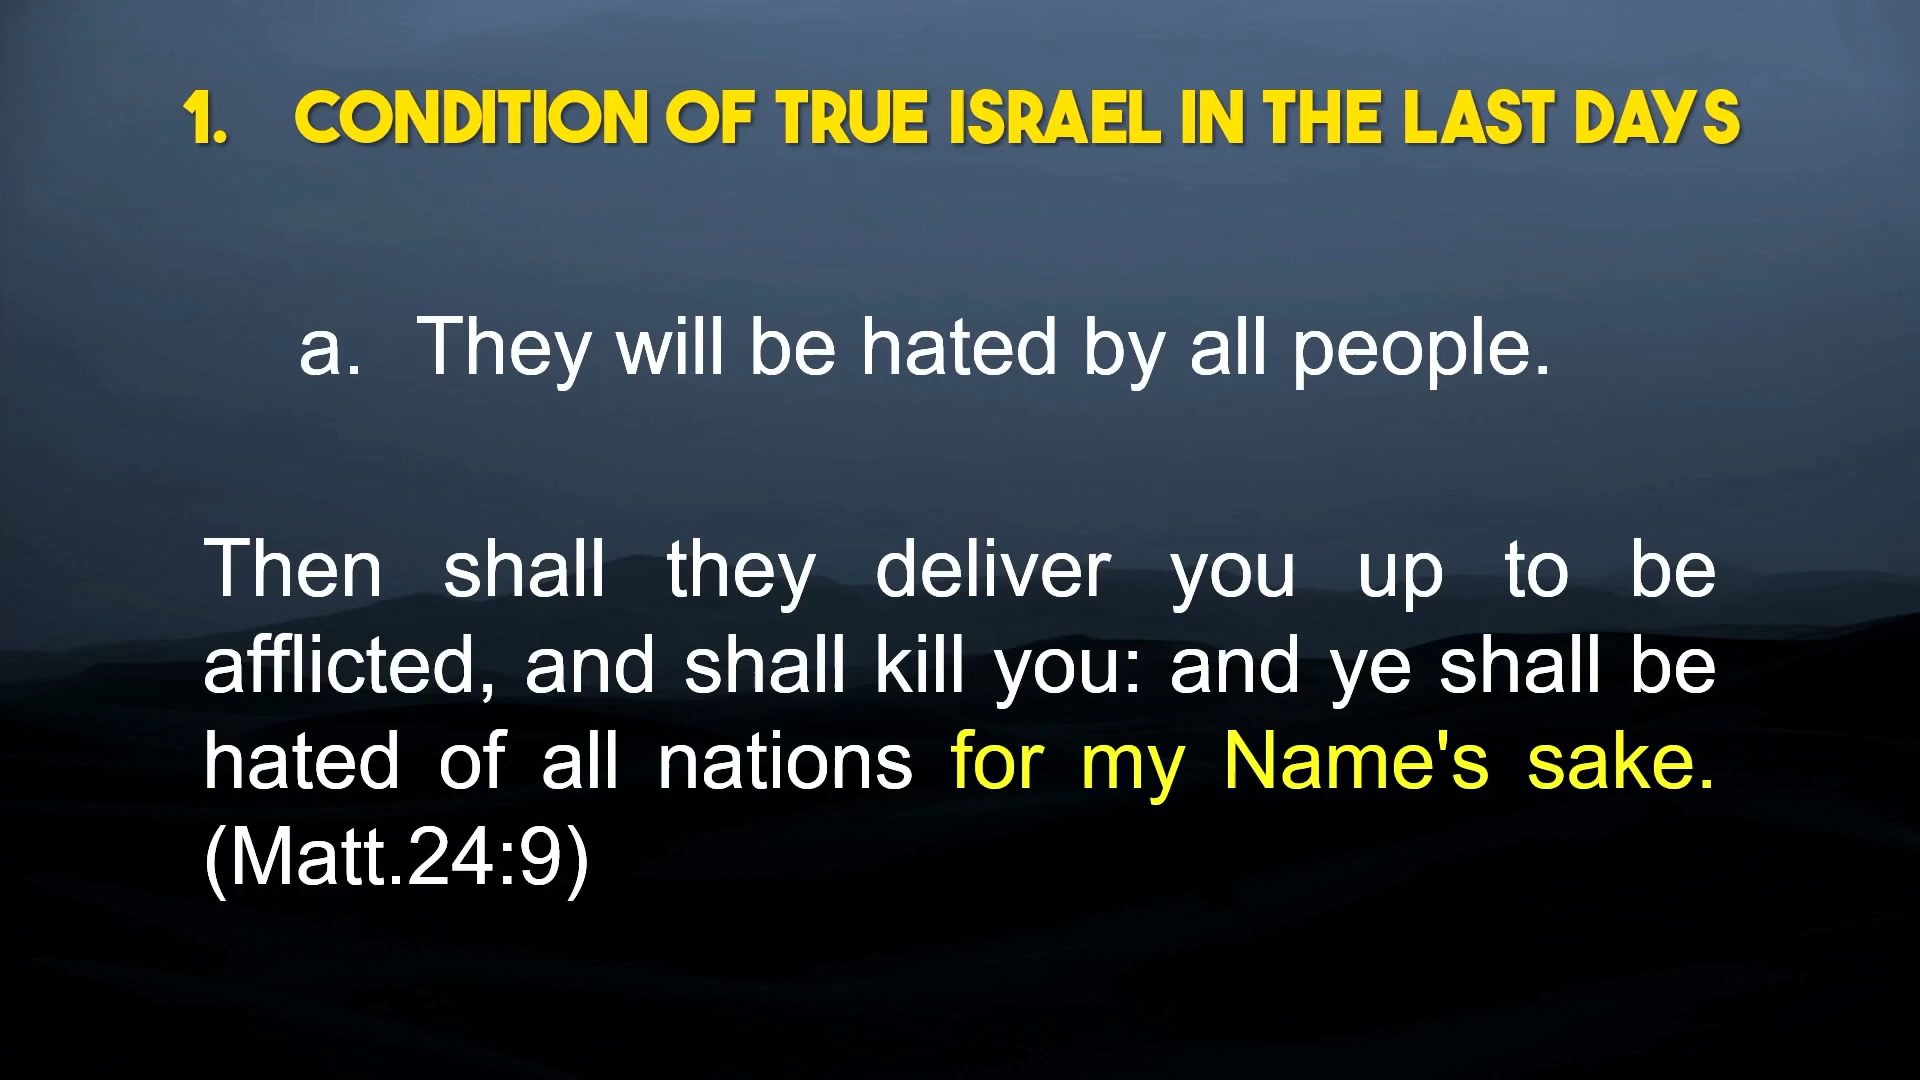 1. CONDITION OF TRUE ISRAEL IN THE LAST DAYS
a. They will be hated by all people.
Then shall they deliver you up to be
afflicted, and shall kill you: and ye shall be
hated of all nations for my Name's sake.
(Matt.24:9)